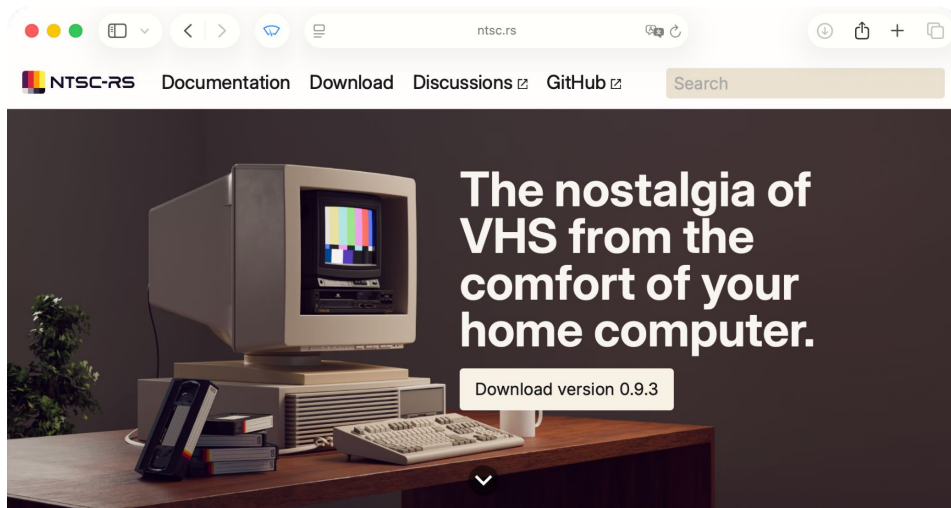 ntsc.rs
NTSC-RS Documentation Download Discussions GitHub Search
The nostalgia of
VHS from the
comfort of your
home computer.
Download version 0.9.3